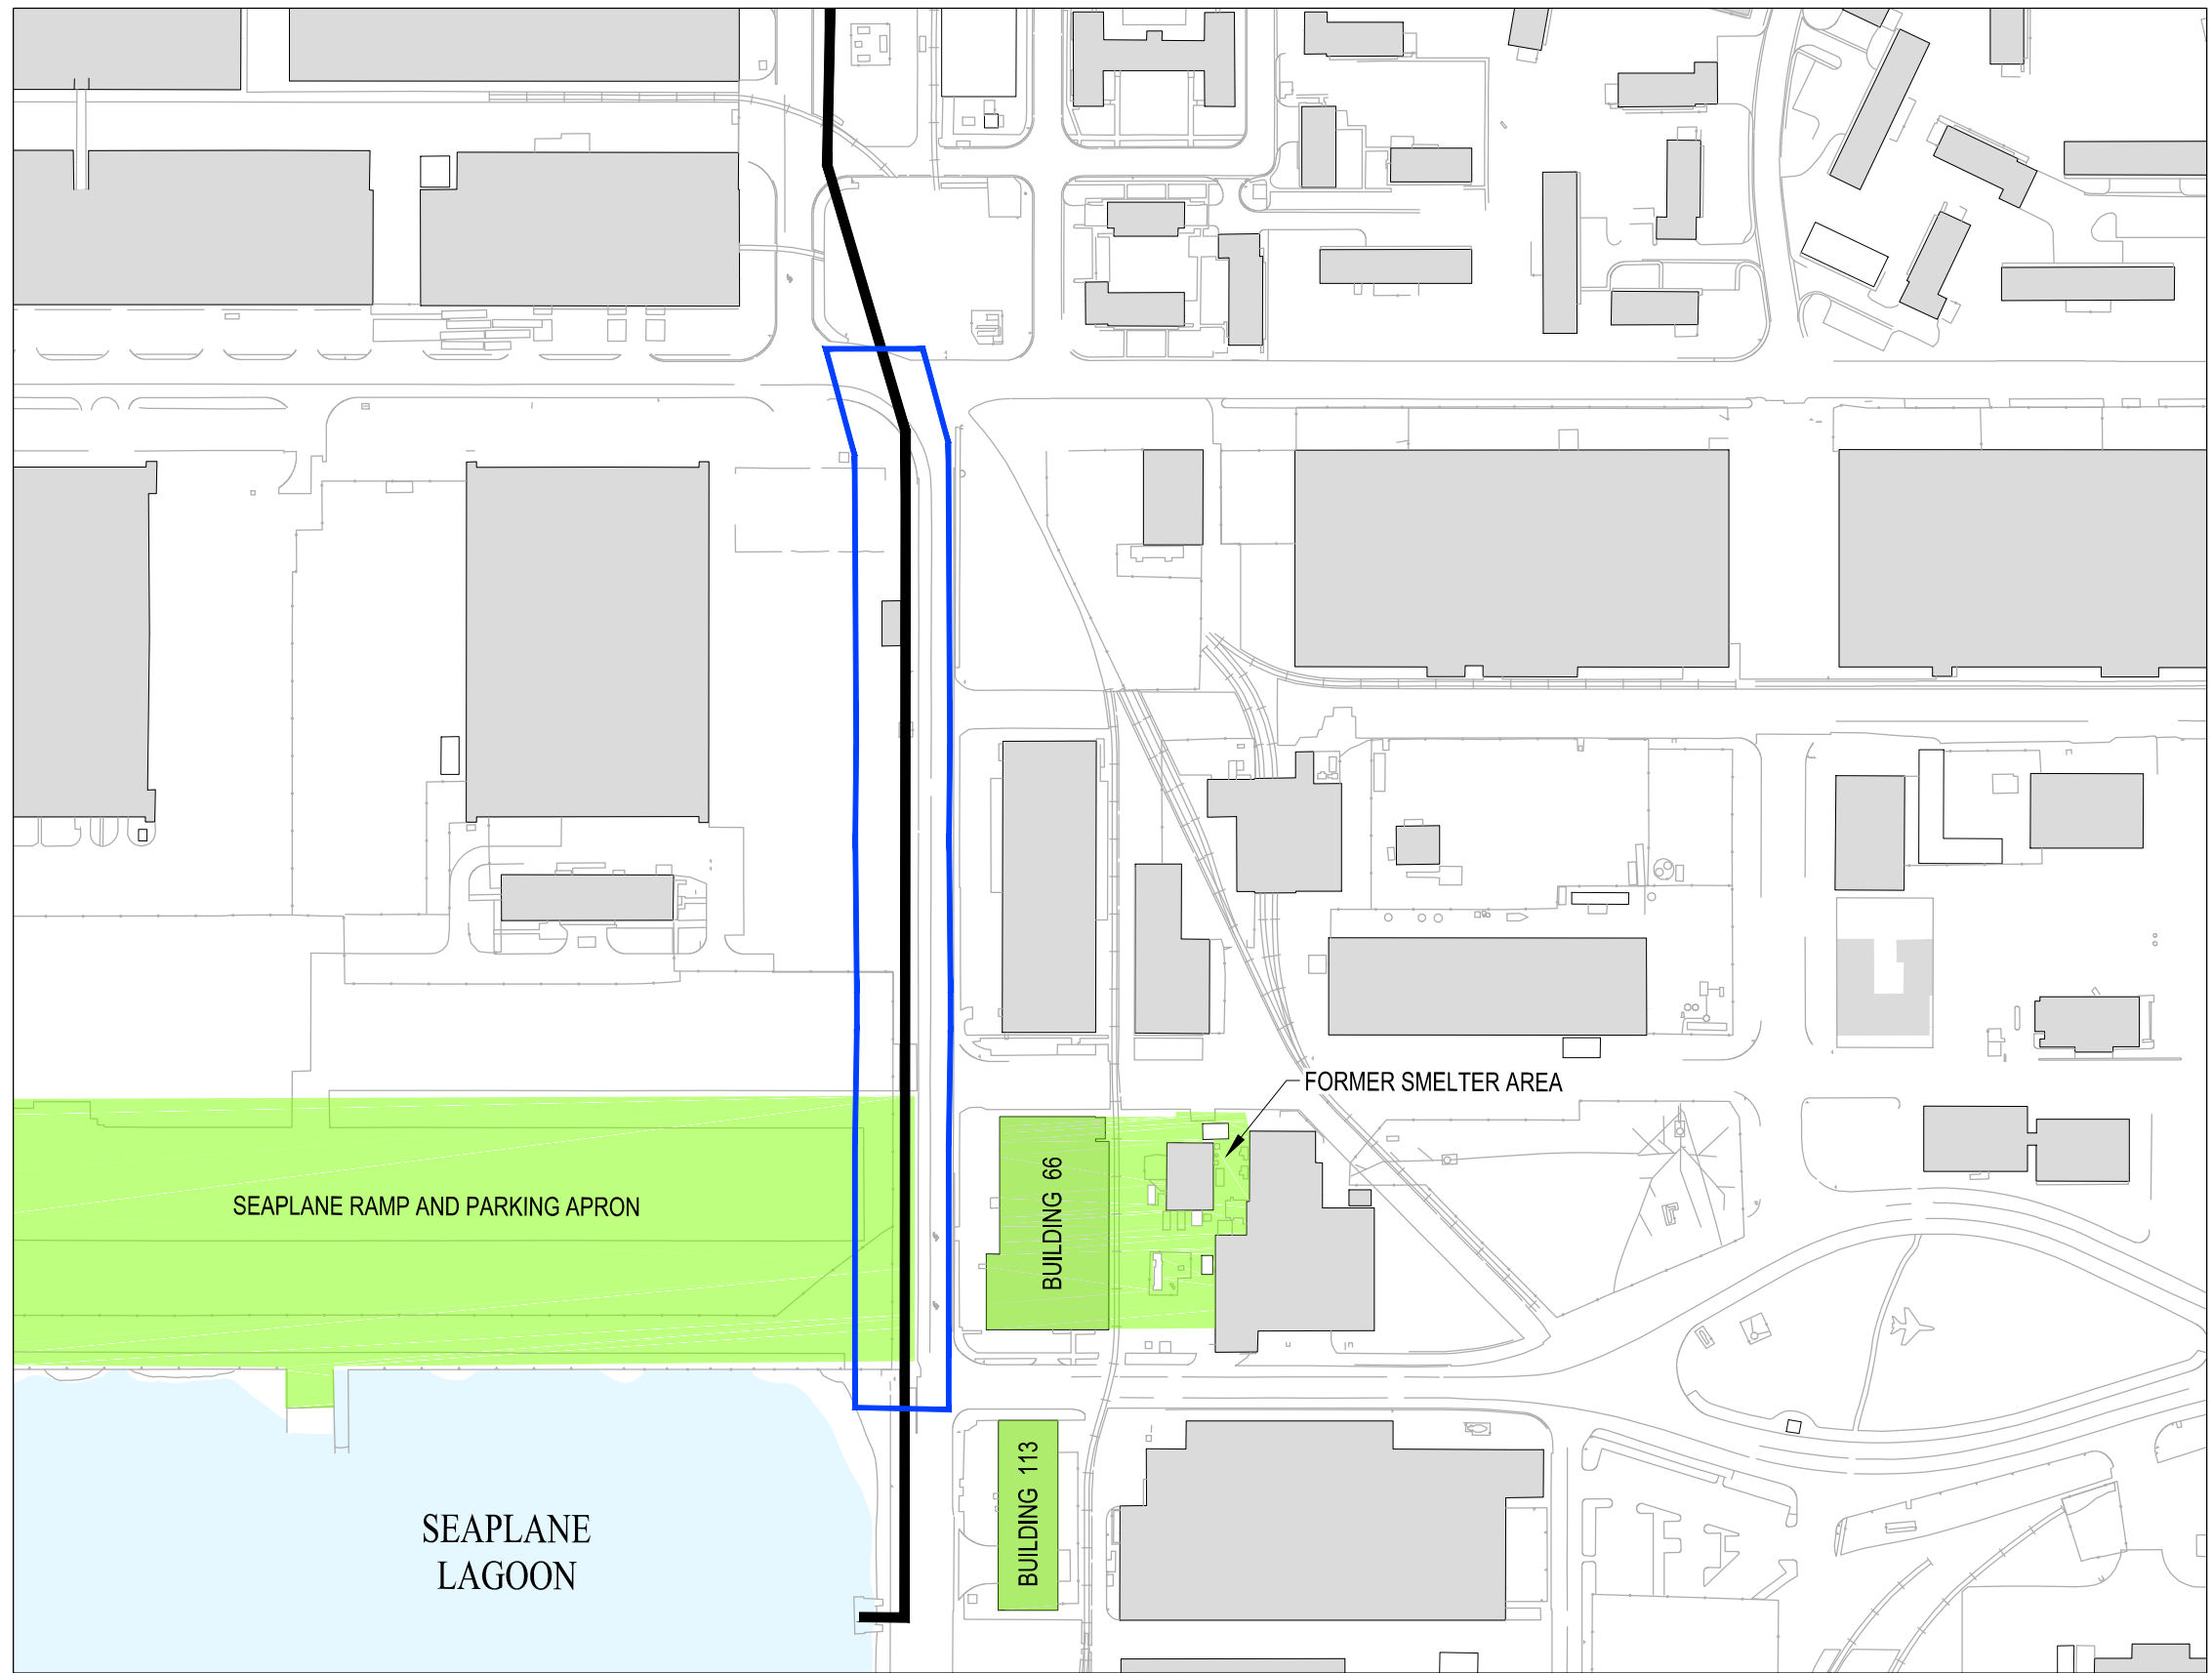 FORMER SMELTER AREA
SEAPLANE RAMP AND PARKING APRON
BUILDING 66
SEAPLANE
LAGOON
BUILDING 113